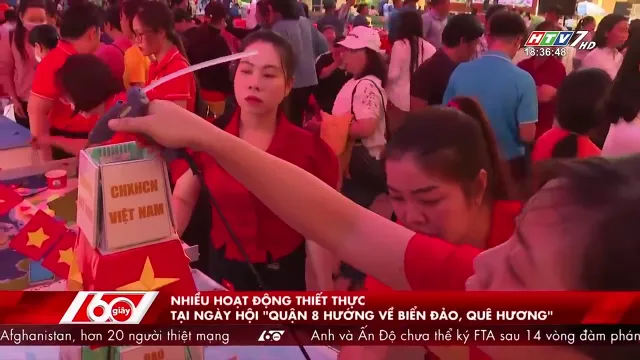 HTV7 HD
18:36:48
CHXHCN
VIỆT NAM
ĐẢO
60 giây
NHIỀU HOẠT ĐỘNG THIẾT THỰC
TẠI NGÀY HỘI "QUẬN 8 HƯỚNG VỀ BIỂN ĐẢO, QUÊ HƯƠNG"
Afghanistan, hơn 20 người thiệt mạng
Anh và Ấn Độ chưa thể ký FTA sau 14 vòng đàm phán